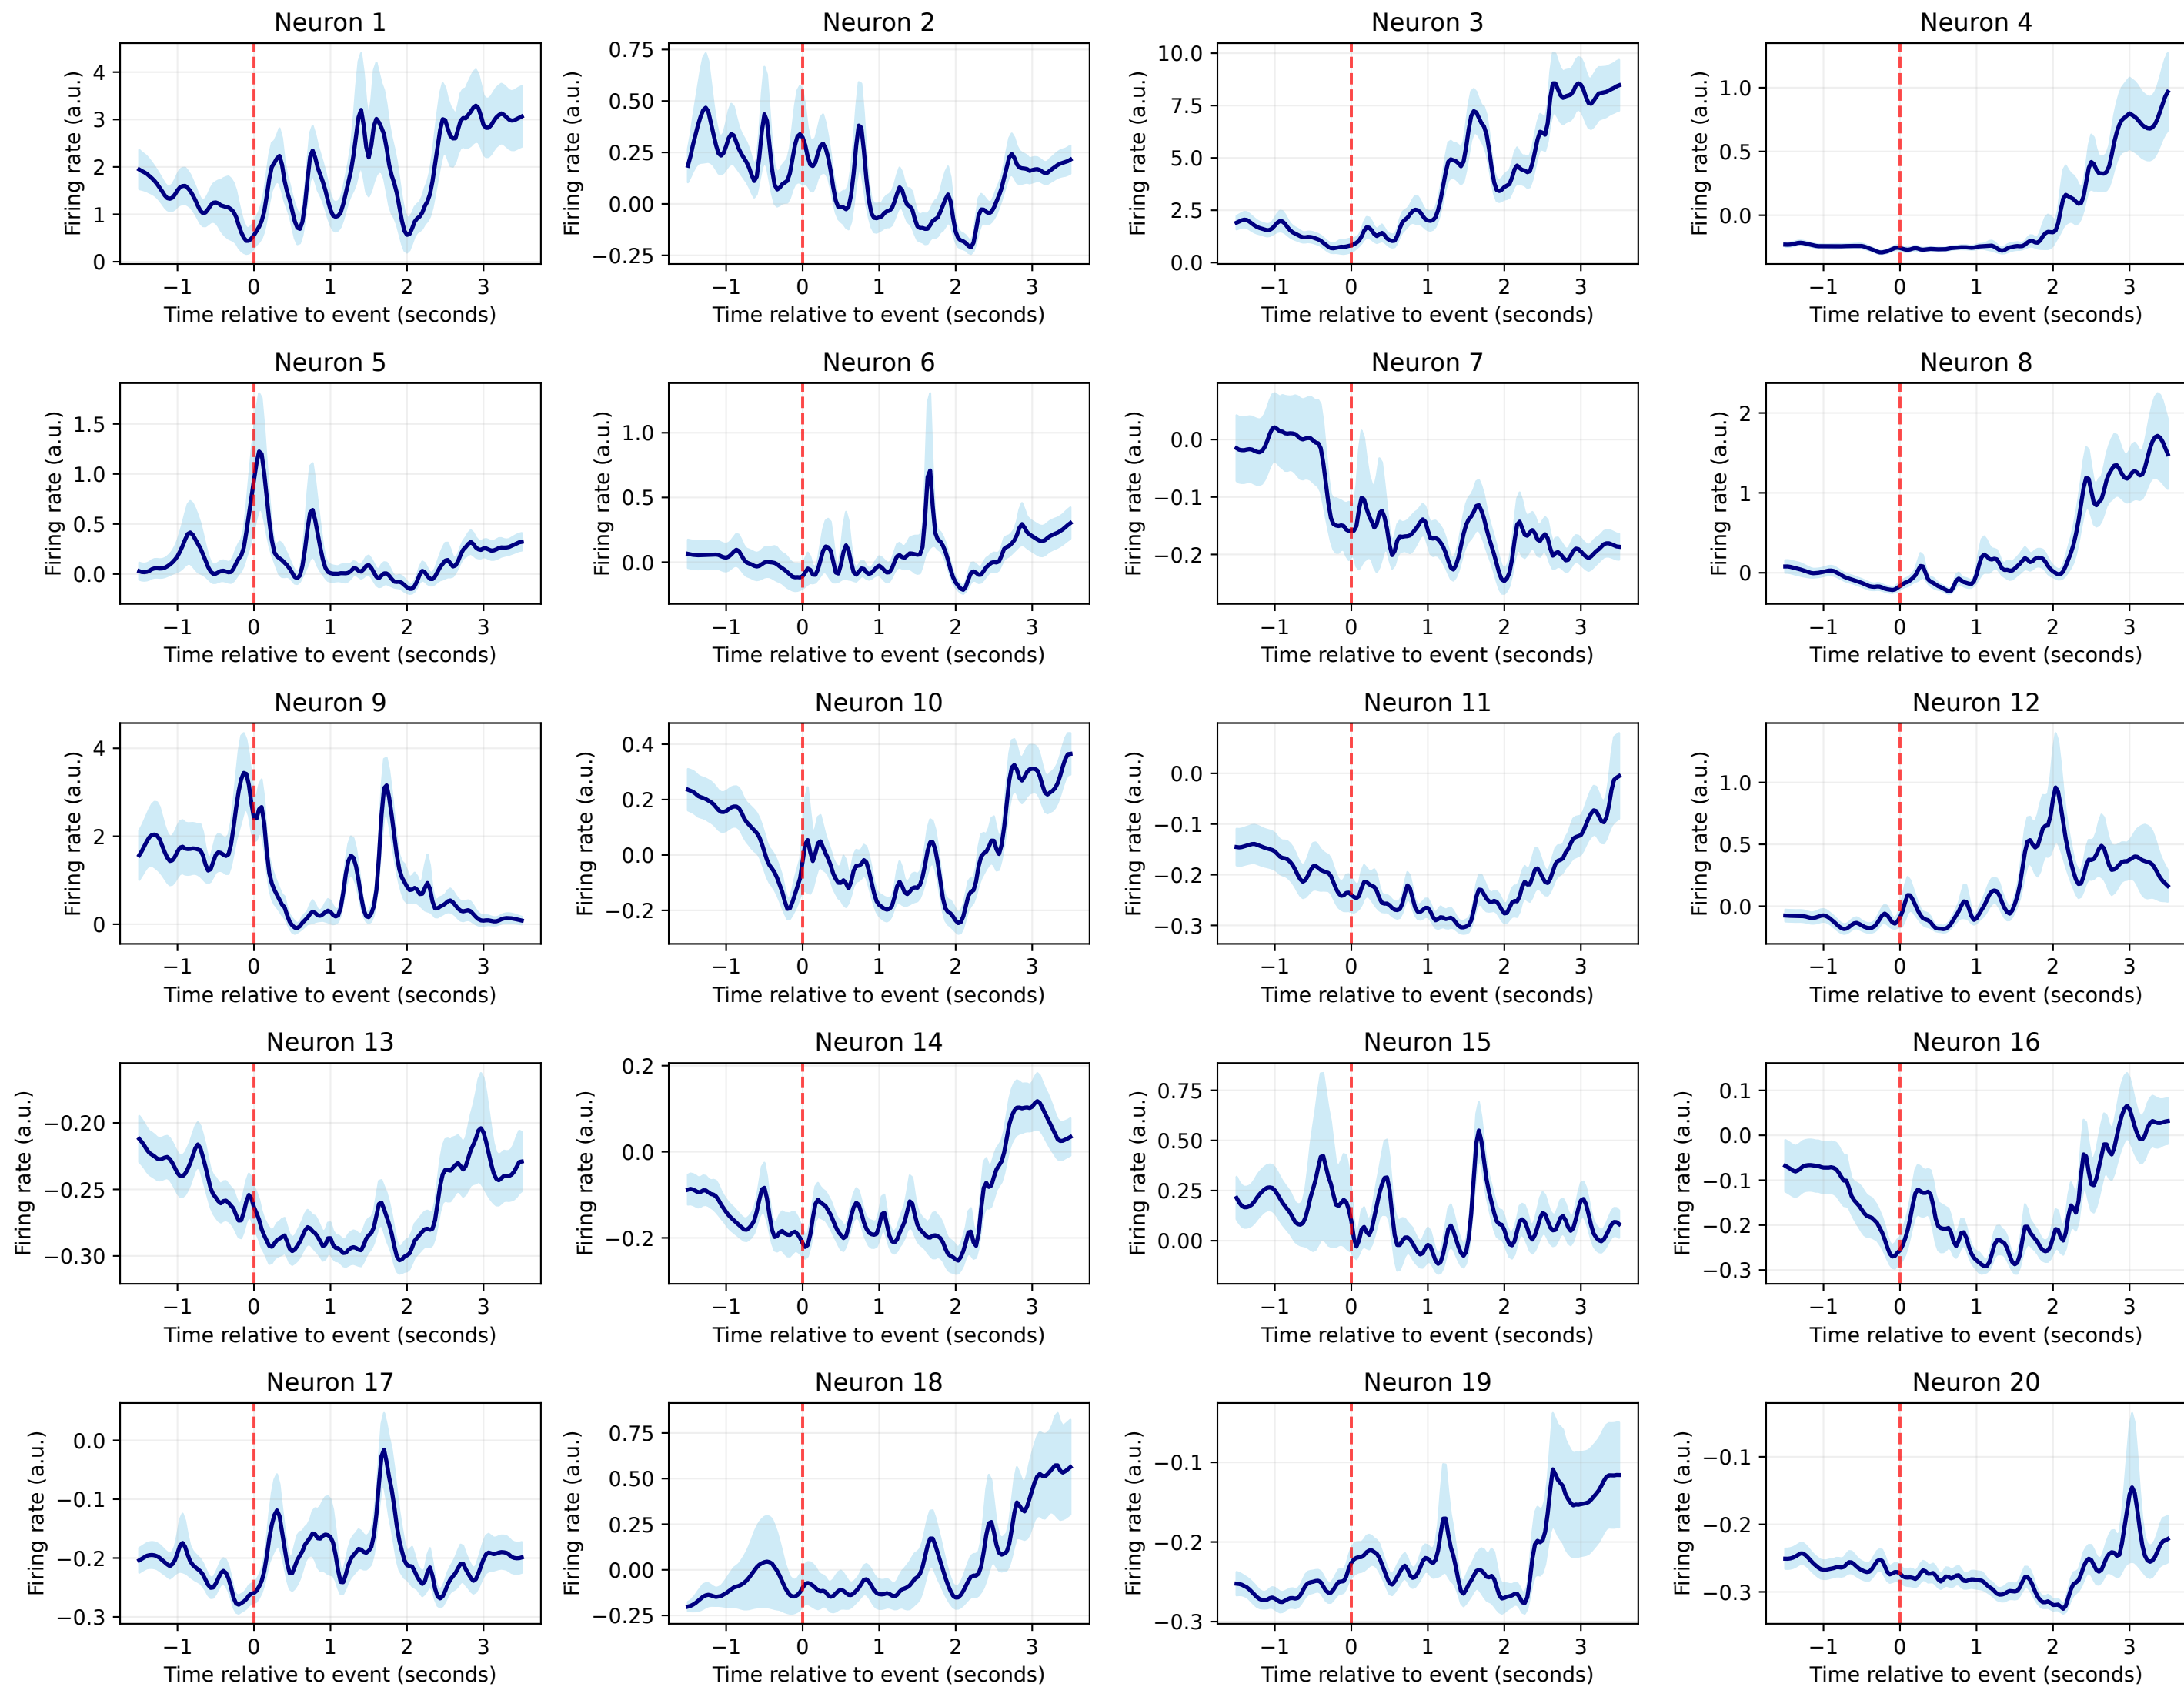 Neuron 1
Neuron 2
Neuron 3
Neuron 4
Firing rate (a.u.)
4
3
2
1
0
Firing rate (a.u.)
0.75
0.50
0.25
0.00
−0.25
Firing rate (a.u.)
10.0
7.5
5.0
2.5
0.0
Firing rate (a.u.)
1.0
0.5
0.0
−1 0 1 2 3
−1 0 1 2 3
−1 0 1 2 3
−1 0 1 2 3
Time relative to event (seconds)
Time relative to event (seconds)
Time relative to event (seconds)
Time relative to event (seconds)
Neuron 5
Neuron 6
Neuron 7
Neuron 8
Firing rate (a.u.)
1.5
1.0
0.5
0.0
Firing rate (a.u.)
1.0
0.5
0.0
Firing rate (a.u.)
0.0
−0.1
−0.2
Firing rate (a.u.)
2
1
0
−1 0 1 2 3
−1 0 1 2 3
−1 0 1 2 3
−1 0 1 2 3
Time relative to event (seconds)
Time relative to event (seconds)
Time relative to event (seconds)
Time relative to event (seconds)
Neuron 9
Neuron 10
Neuron 11
Neuron 12
Firing rate (a.u.)
4
2
0
Firing rate (a.u.)
0.4
0.2
0.0
−0.2
Firing rate (a.u.)
0.0
−0.1
−0.2
−0.3
Firing rate (a.u.)
1.0
0.5
0.0
−1 0 1 2 3
−1 0 1 2 3
−1 0 1 2 3
−1 0 1 2 3
Time relative to event (seconds)
Time relative to event (seconds)
Time relative to event (seconds)
Time relative to event (seconds)
Neuron 13
Neuron 14
Neuron 15
Neuron 16
Firing rate (a.u.)
−0.20
−0.25
−0.30
Firing rate (a.u.)
0.2
0.0
−0.2
Firing rate (a.u.)
0.75
0.50
0.25
0.00
Firing rate (a.u.)
0.1
0.0
−0.1
−0.2
−0.3
−1 0 1 2 3
−1 0 1 2 3
−1 0 1 2 3
−1 0 1 2 3
Time relative to event (seconds)
Time relative to event (seconds)
Time relative to event (seconds)
Time relative to event (seconds)
Neuron 17
Neuron 18
Neuron 19
Neuron 20
Firing rate (a.u.)
0.0
−0.1
−0.2
−0.3
Firing rate (a.u.)
0.75
0.50
0.25
0.00
−0.25
Firing rate (a.u.)
−0.1
−0.2
−0.3
Firing rate (a.u.)
−0.1
−0.2
−0.3
−1 0 1 2 3
−1 0 1 2 3
−1 0 1 2 3
−1 0 1 2 3
Time relative to event (seconds)
Time relative to event (seconds)
Time relative to event (seconds)
Time relative to event (seconds)